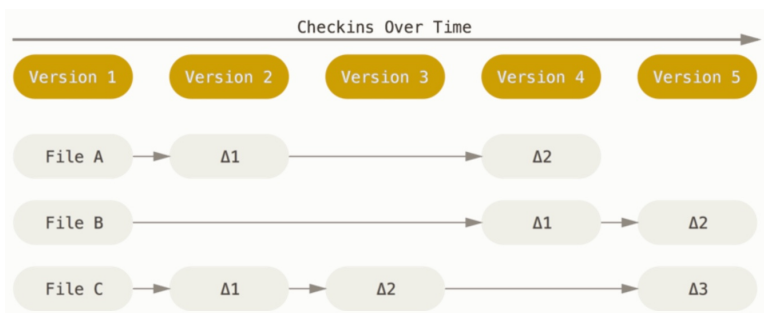 Checkins Over Time
Version 1 Version 2 Version 3 Version 4 Version 5
File A Δ1 Δ2
File B Δ1 Δ2
File C Δ1 Δ2 Δ3